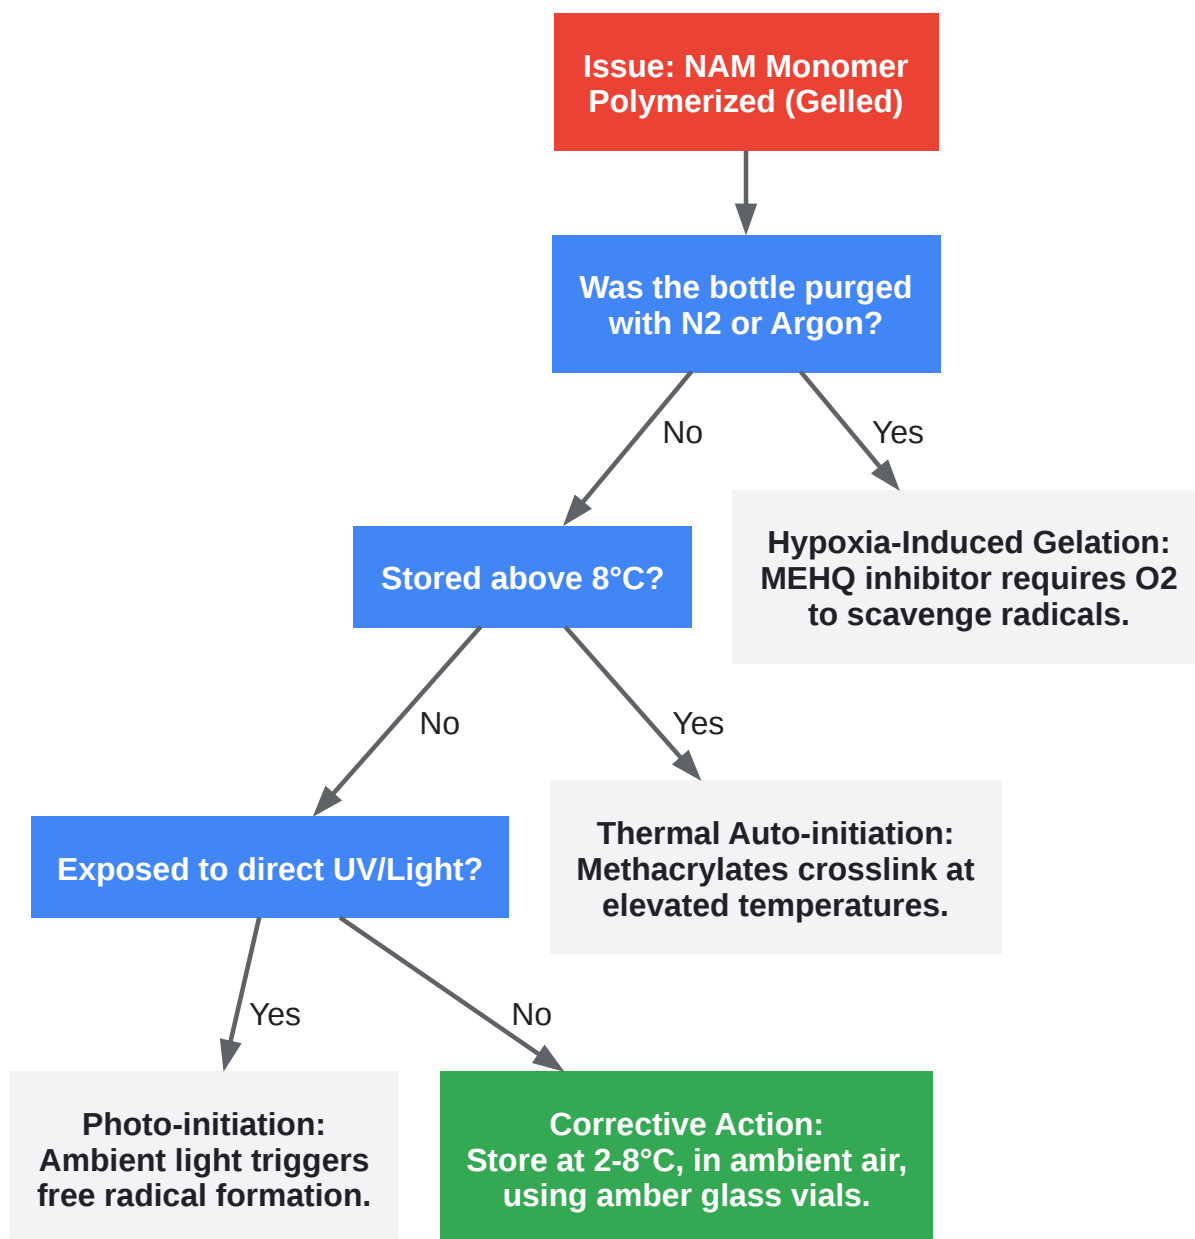 Issue: NAM Monomer
Polymerized (Gelled)
Was the bottle purged
with N2 or Argon?
No
Yes
Stored above 8°C?
Hypoxia-Induced Gelation:
MEHQ inhibitor requires O2
to scavenge radicals.
No
Yes
Exposed to direct UV/Light?
Thermal Auto-initiation:
Methacrylates crosslink at
elevated temperatures.
Yes
No
Photo-initiation:
Ambient light triggers
free radical formation.
Corrective Action:
Store at 2-8°C, in ambient air,
using amber glass vials.